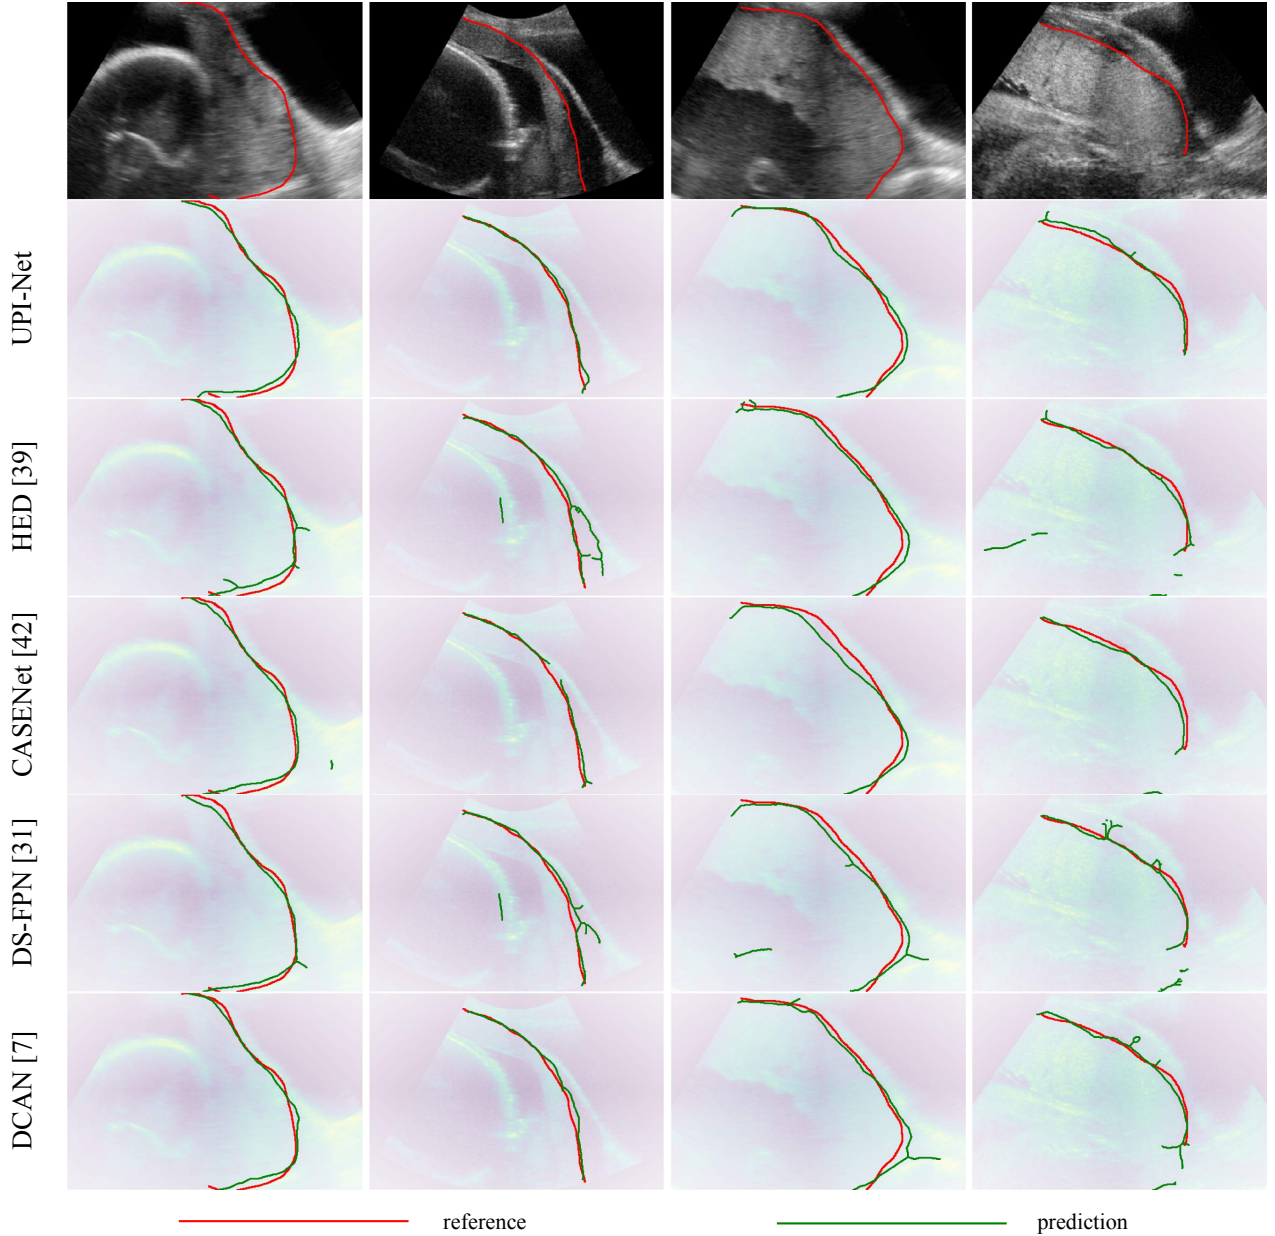 UPI-Net
HED [39]
CASENet [42]
DS-FPN [31]
DCAN [7]
reference
prediction